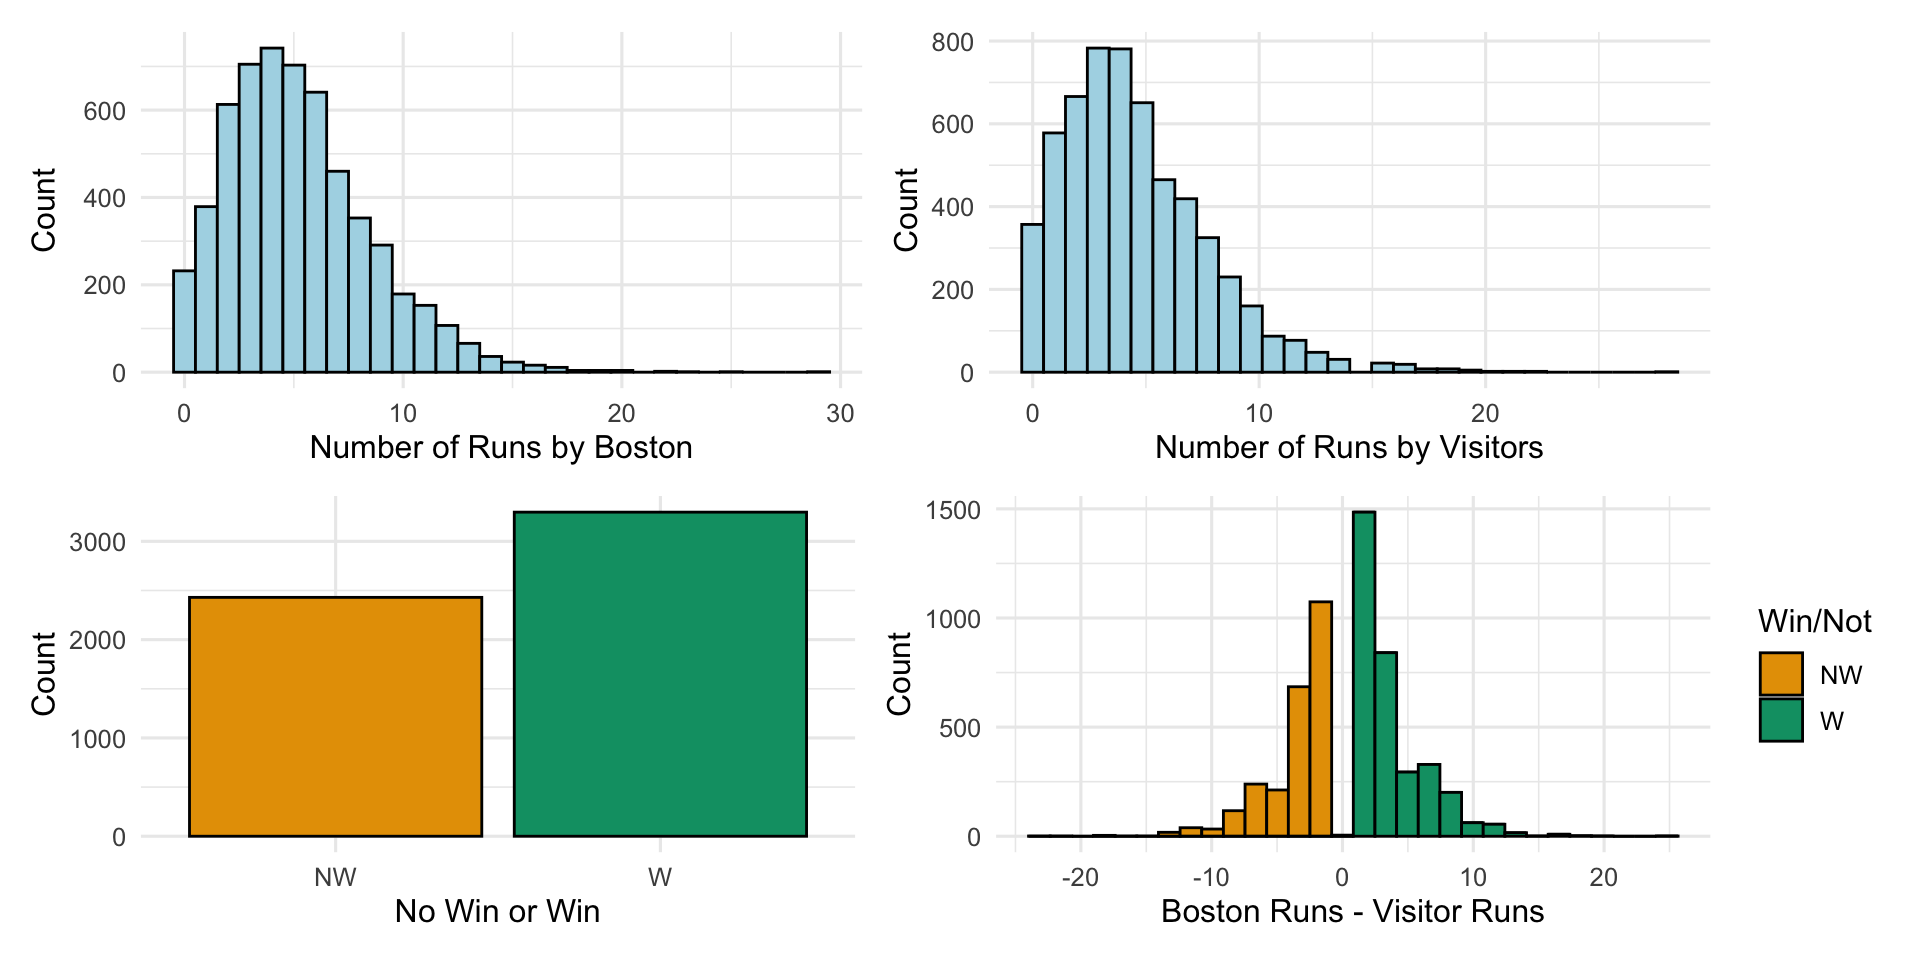 Count
600
400
200
0
0 10 20 30
Number of Runs by Boston
Count
800
600
400
200
0
0 10 20
Number of Runs by Visitors
Count
3000
2000
1000
0
NW W
No Win or Win
Count
1500
1000
500
0
-20 -10 0 10 20
Boston Runs - Visitor Runs
Win/Not
NW
W